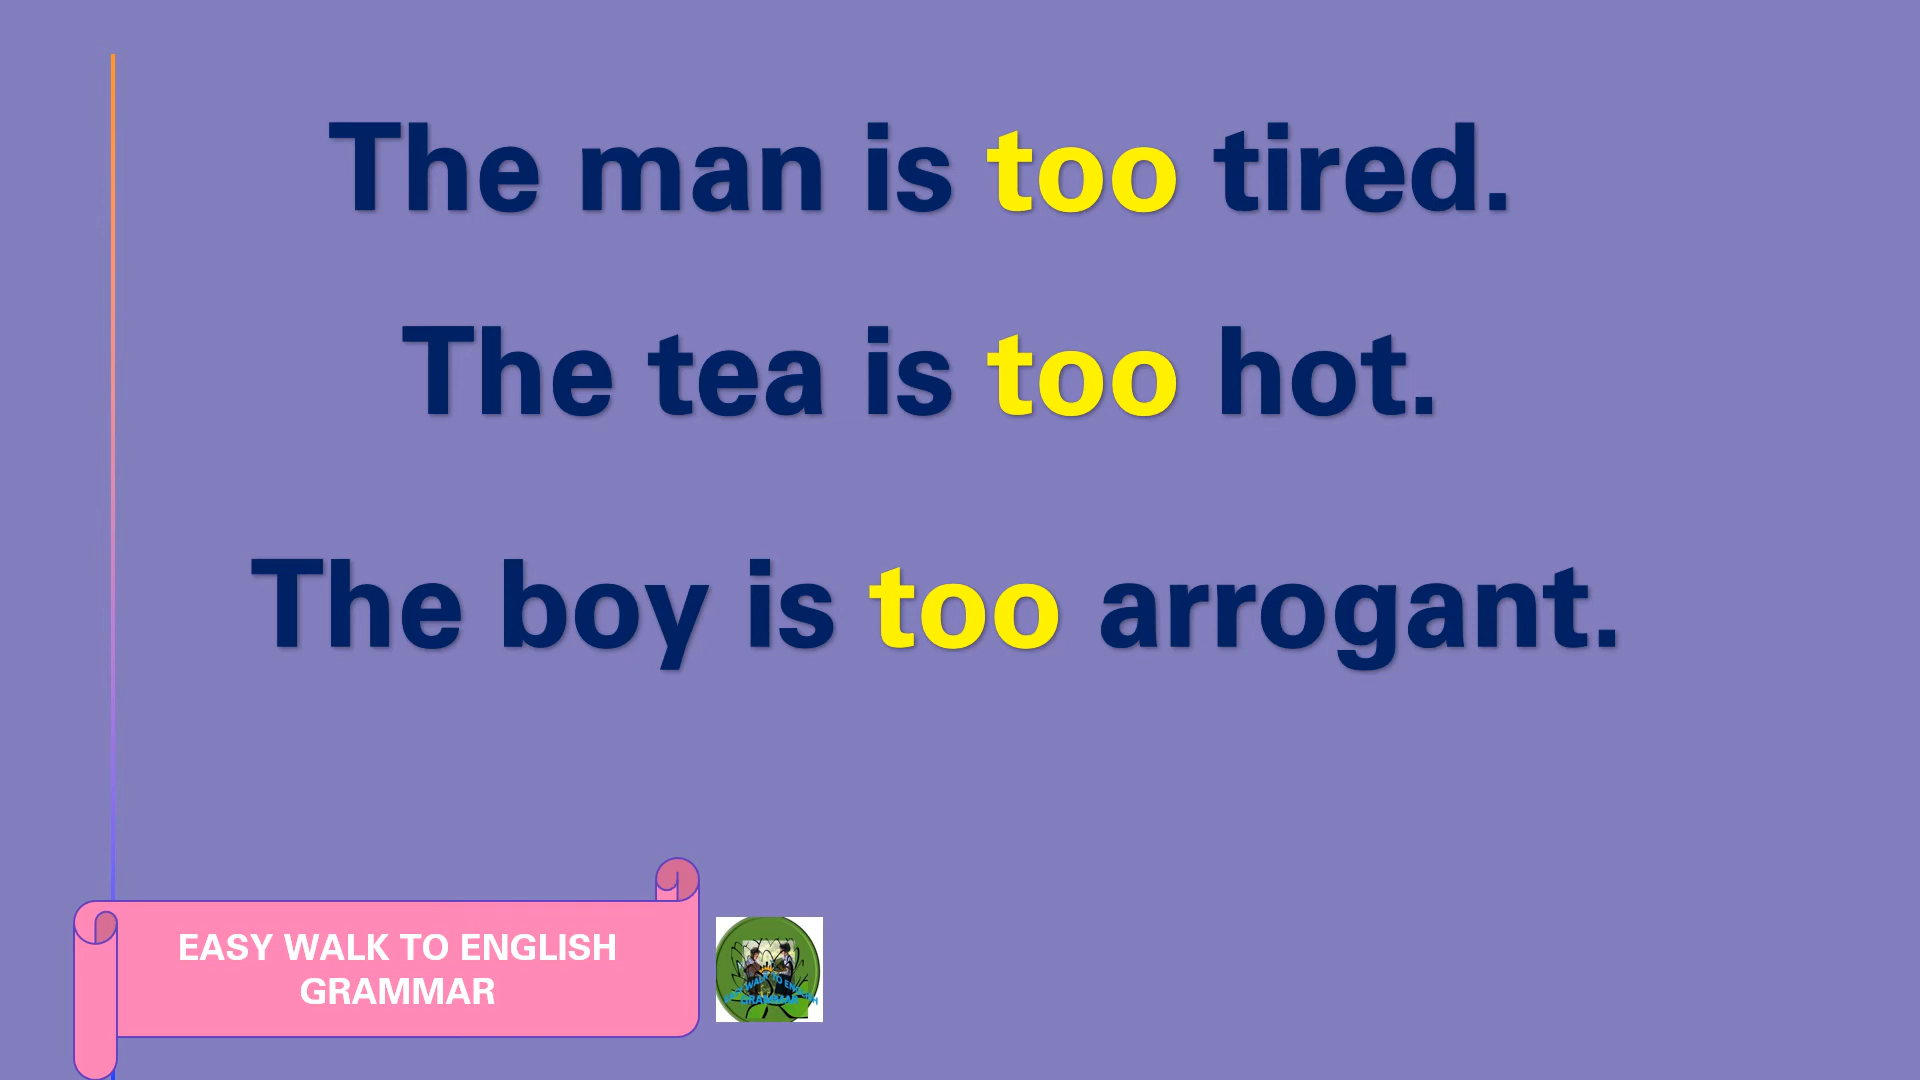 The man is too tired.
The tea is too hot.
The boy is too arrogant.
EASY WALK TO ENGLISH
GRAMMAR